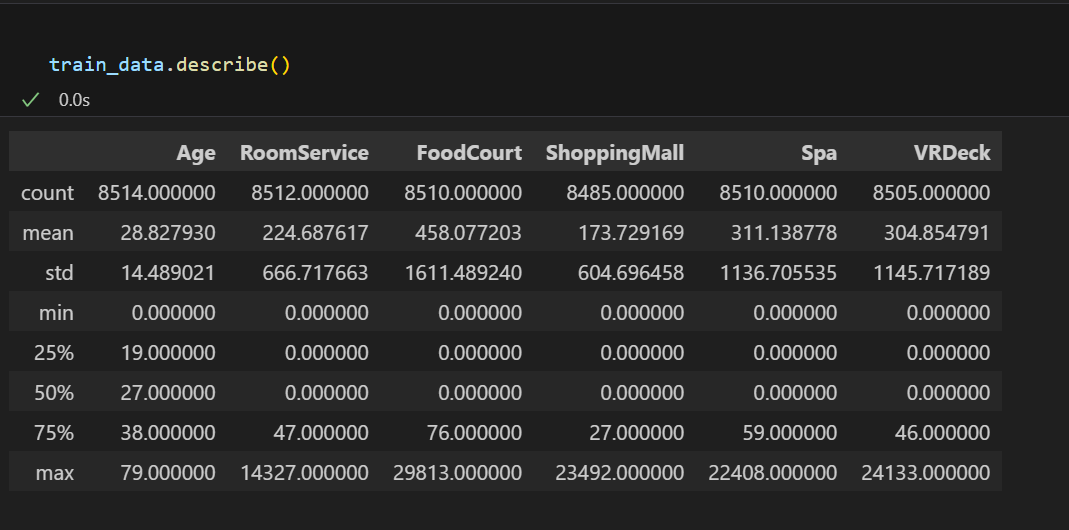 train_data.describe()
0.0s
Age RoomService FoodCourt ShoppingMall Spa VRDeck
count 8514.000000 8512.000000 8510.000000 8485.000000 8510.000000 8505.000000
mean 28.827930 224.687617 458.077203 173.729169 311.138778 304.854791
std 14.489021 666.717663 1611.489240 604.696458 1136.705535 1145.717189
min 0.000000 0.000000 0.000000 0.000000 0.000000 0.000000
25% 19.000000 0.000000 0.000000 0.000000 0.000000 0.000000
50% 27.000000 0.000000 0.000000 0.000000 0.000000 0.000000
75% 38.000000 47.000000 76.000000 27.000000 59.000000 46.000000
max 79.000000 14327.000000 29813.000000 23492.000000 22408.000000 24133.000000